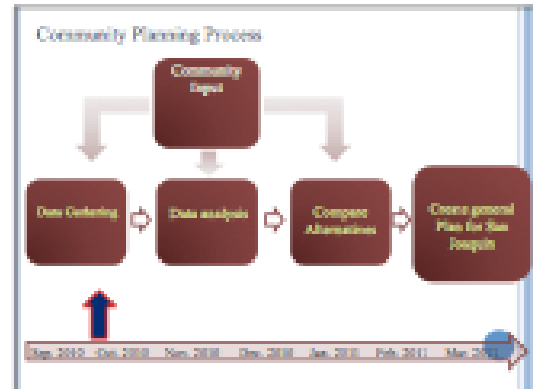 Community Planning Process
Community
Input
Data Gathering
Data analysis
Compare
Alternatives
Create general
Plan for San
Joaquin
Sep. 2010 Oct. 2010 Nov. 2010 Dec. 2010 Jan. 2011 Feb. 2011 Mar.